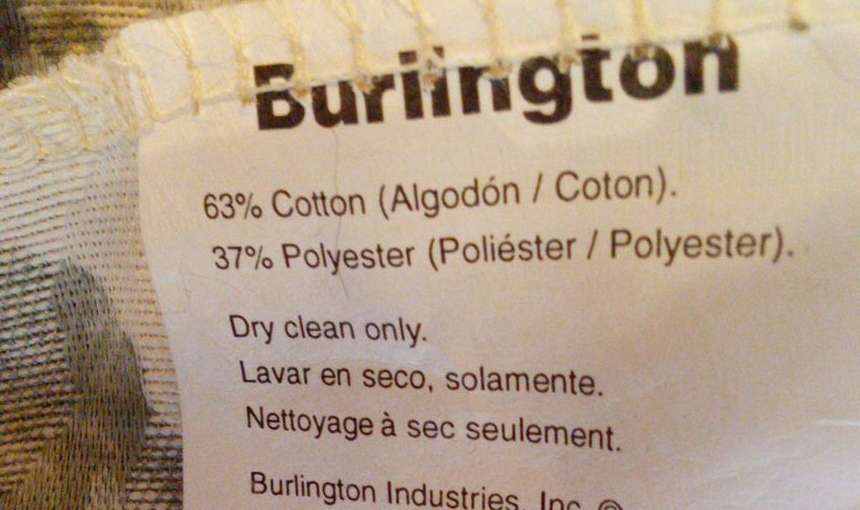 Burlington
63% Cotton (Algodón / Coton).
37% Polyester (Poliéster / Polyester).
Dry clean only.
Lavar en seco, solamente.
Nettoyage à sec seulement.
Burlington Industries, Inc. ©